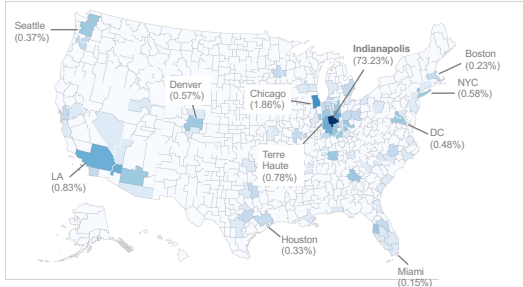 Seattle
(0.37%)
Denver
(0.57%)
Chicago
(1.86%)
Indianapolis
(73.23%)
Boston
(0.23%)
NYC
(0.58%)
DC
(0.48%)
Terre
Haute
(0.78%)
LA
(0.83%)
Houston
(0.33%)
Miami
(0.15%)